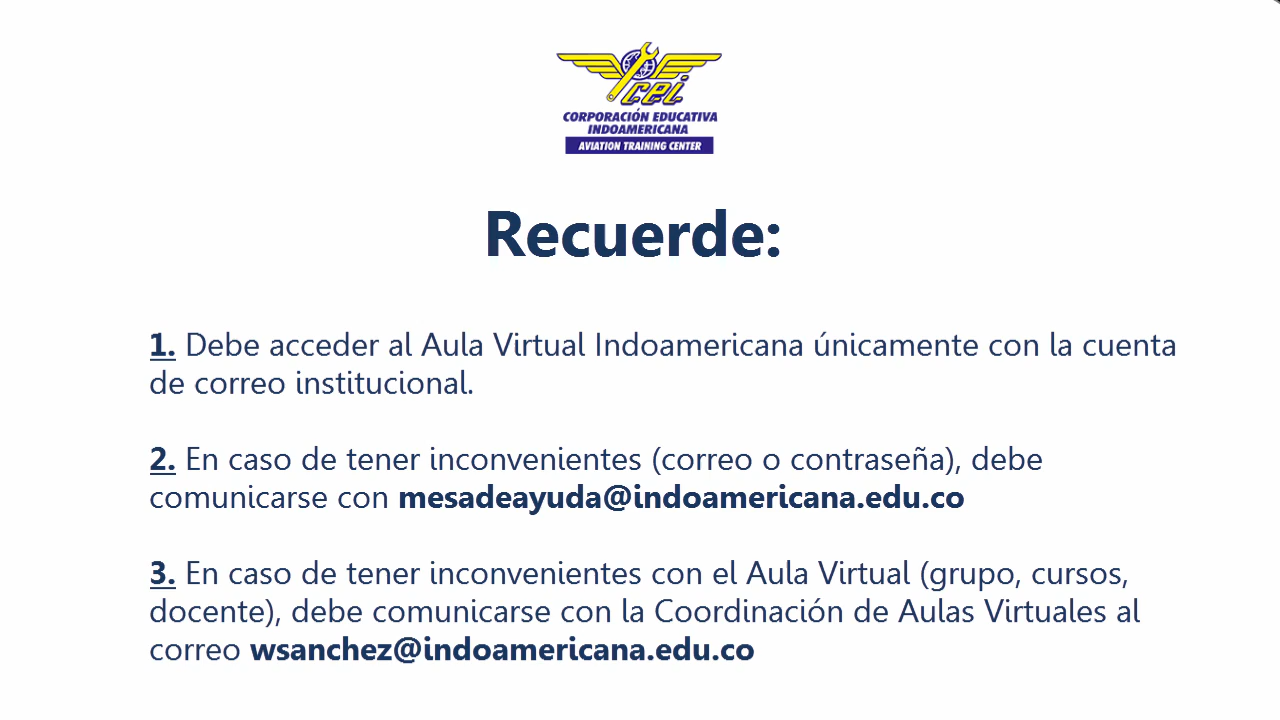 cei
CORPORACIÓN EDUCATIVA
INDOAMERICANA
AVIATION TRAINING CENTER
Recuerde:
1. Debe acceder al Aula Virtual Indoamericana únicamente con la cuenta
de correo institucional.
2. En caso de tener inconvenientes (correo o contraseña), debe
comunicarse con mesadeayuda@indoamericana.edu.co
3. En caso de tener inconvenientes con el Aula Virtual (grupo, cursos,
docente), debe comunicarse con la Coordinación de Aulas Virtuales al
correo wsanchez@indoamericana.edu.co